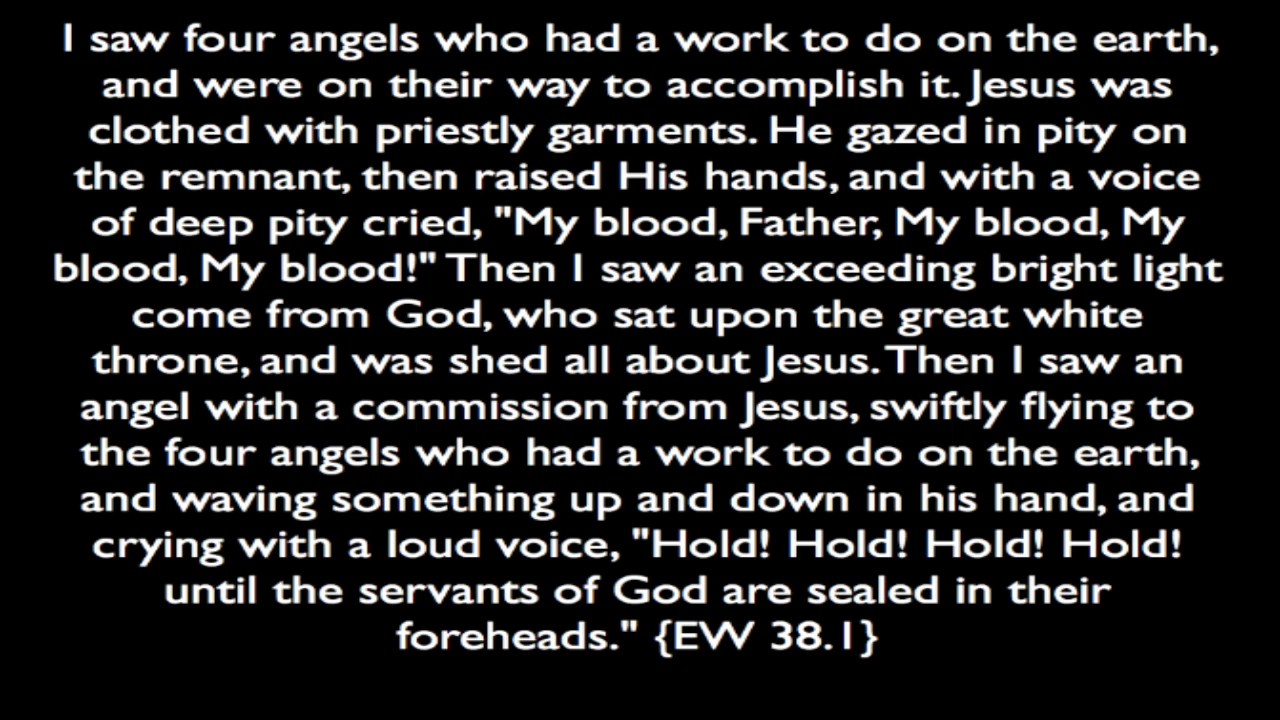 I saw four angels who had a work to do on the earth,
and were on their way to accomplish it. Jesus was
clothed with priestly garments. He gazed in pity on
the remnant, then raised His hands, and with a voice
of deep pity cried, "My blood, Father, My blood, My
blood, My blood!" Then I saw an exceeding bright light
come from God, who sat upon the great white
throne, and was shed all about Jesus. Then I saw an
angel with a commission from Jesus, swiftly flying to
the four angels who had a work to do on the earth,
and waving something up and down in his hand, and
crying with a loud voice, "Hold! Hold! Hold! Hold!
until the servants of God are sealed in their
foreheads." {EW 38.1}